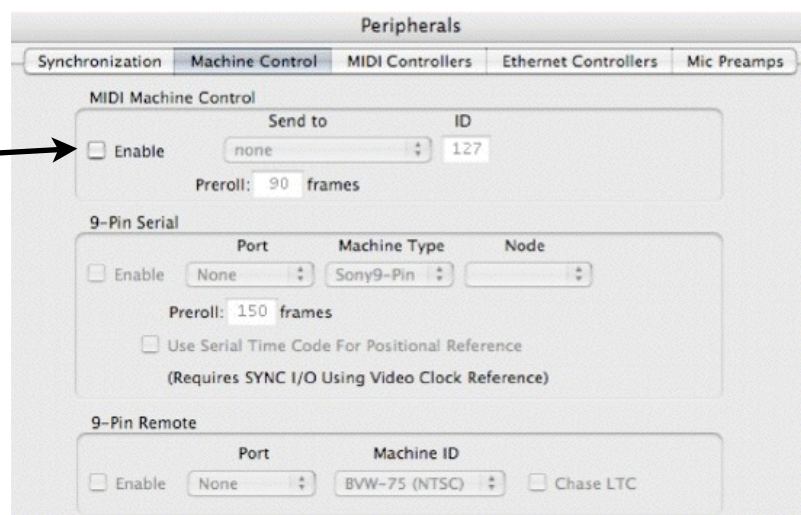 Peripherals
Synchronization Machine Control MIDI Controllers Ethernet Controllers Mic Preamps
MIDI Machine Control
Send to ID
Enable none 127
Preroll: 90 frames
9-Pin Serial
Port Machine Type Node
Enable None Sony9-Pin
Preroll: 150 frames
Use Serial Time Code For Positional Reference
(Requires SYNC I/O Using Video Clock Reference)
9-Pin Remote
Port Machine ID
Enable None BVW-75 (NTSC) Chase LTC